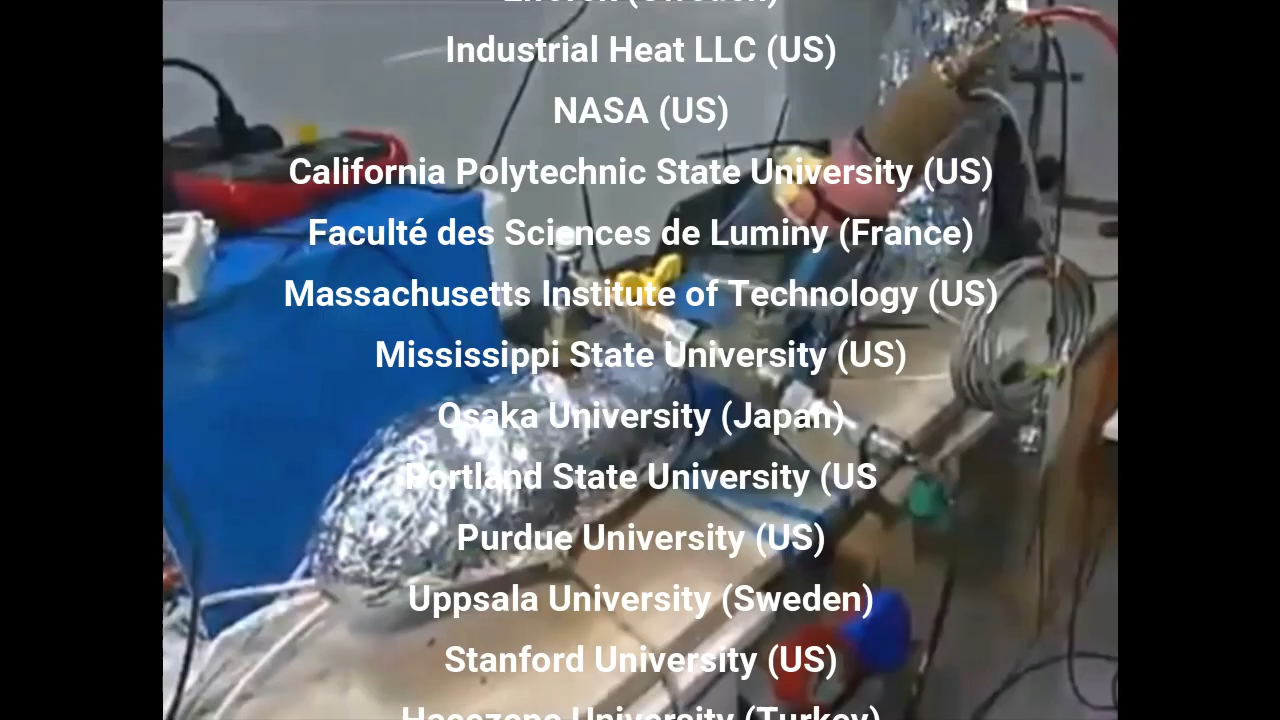 Industrial Heat LLC (US)
NASA (US)
California Polytechnic State University (US)
Faculté des Sciences de Luminy (France)
Massachusetts Institute of Technology (US)
Mississippi State University (US)
Osaka University (Japan)
Portland State University (US
Purdue University (US)
Uppsala University (Sweden)
Stanford University (US)
University (Turkey)